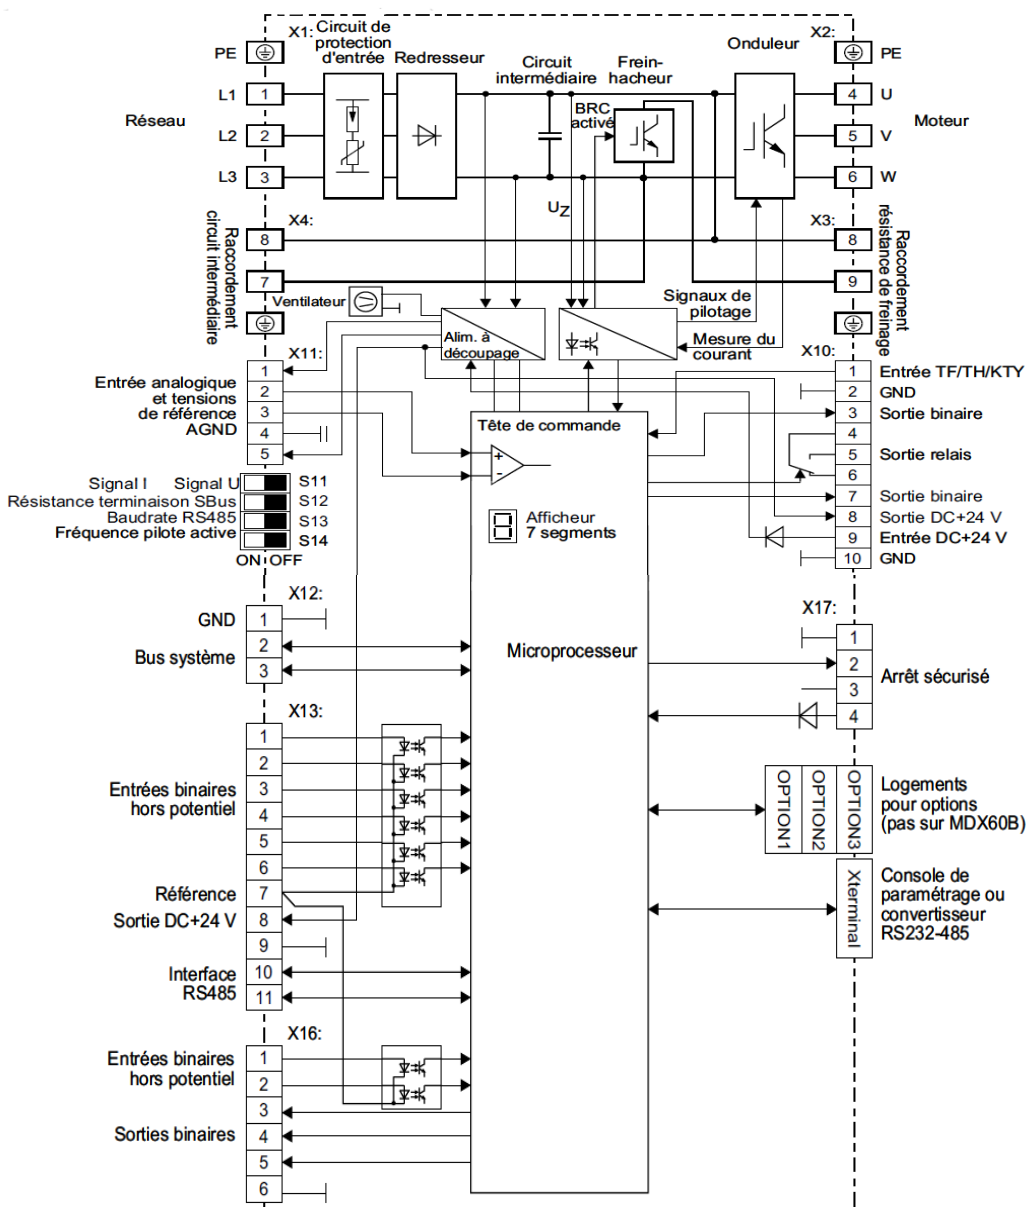 X1:
Circuit de
protection
d'entrée
Redresseur
Circuit
intermédiaire
Frein-
hacheur
Onduleur
X2:
PE
PE
L1
1
4
U
BRC
activé
Réseau
L2
2
5
V
Moteur
L3
3
6
W
UZ
X4:
X3:
8
8
7
9
Raccordement
circuit intermédiaire
Raccordement
résistance de freinage
Ventilateur
Signaux de
pilotage
Alim. à
découpage
Mesure du
courant
X11:
1
2
3
4
5
Entrée analogique
et tensions
de référence
AGND
X10:
1 Entrée TF/TH/KTY
2 GND
3 Sortie binaire
4
5 Sortie relais
6
7 Sortie binaire
8 Sortie DC+24 V
9 Entrée DC+24 V
10 GND
Tête de commande
+
-
Signal I Signal U S11
Résistance terminaison SBus S12
Baudrate RS485 S13
Fréquence pilote active S14
ON OFF
8 Afficheur
7 segments
X12:
GND 1
2
Bus système
3
Microprocesseur
X17:
1
2
Arrêt sécurisé
3
4
X13:
1
2
Entrées binaires
hors potentiel
3
4
5
6
Référence 7
Sortie DC+24 V 8
9
Interface
RS485
10
11
OPTION1
OPTION2
OPTION3
Logements
pour options
(pas sur MDX60B)
Xterminal
Console de
paramétrage ou
convertisseur
RS232-485
X16:
Entrées binaires
hors potentiel
1
2
3
Sorties binaires 4
5
6